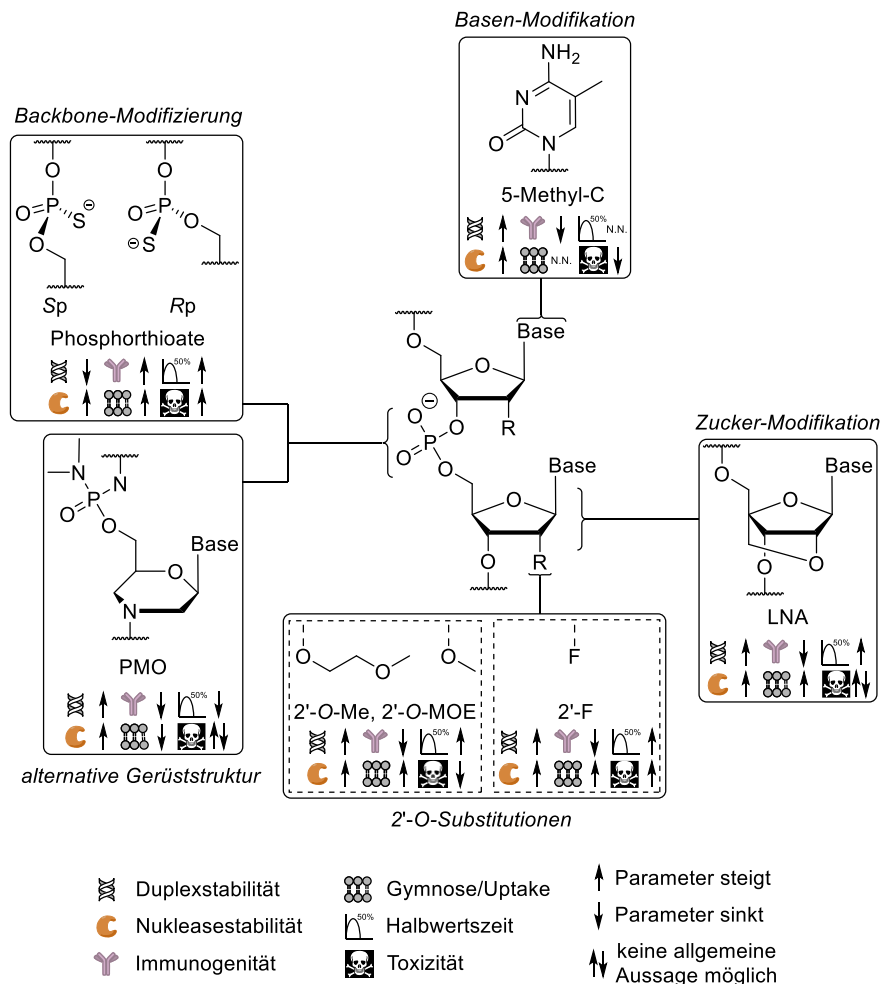 Basen-Modifikation
NH2
N
O
N
5-Methyl-C
50%
N.N.
N.N.
Backbone-Modifizierung
O
O
O
P
S
⊖
O
P
O
⊖
S
O
Sp
Rp
Phosphorthioate
50%
N
N
P
O
O
Base
O
N
PMO
50%
alternative Gerüststruktur
O
Base
O
O
⊖
O
R
P
O
O
Base
O
O
R
Zucker-Modifikation
O
Base
O
O
O
LNA
50%
O
O
O
F
2'-O-Me, 2'-O-MOE
2'-F
50%
50%
2'-O-Substitutionen
Duplexstabilität
Gymnose/Uptake
Parameter steigt
Nukleasestabilität
Halbwertszeit
50%
Parameter sinkt
Immunogenität
Toxizität
keine allgemeine
Aussage möglich